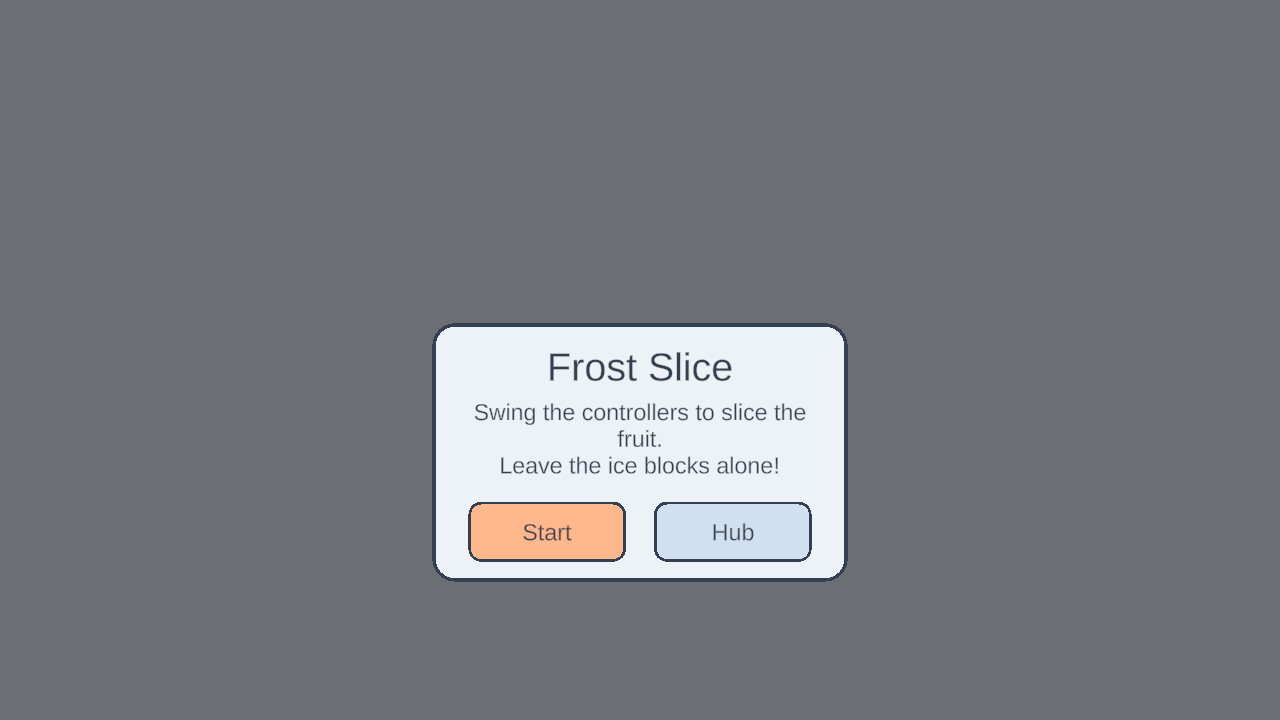 Frost Slice
Swing the controllers to slice the
fruit.
Leave the ice blocks alone!
Start
Hub